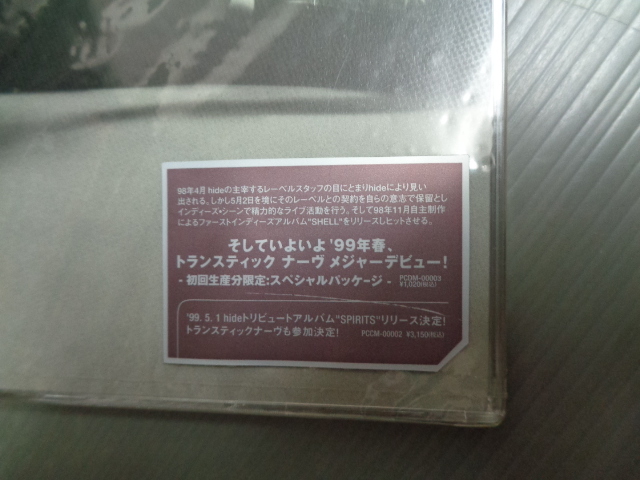 98年4月hideの主宰するレーベルスタッフの目にとまりhideにより見い
出される。しかし5月2日を境にそのレーベルとの契約を自らの意志で保留とし
インディーズ・シーンで精力的なライブ活動を行う。そして98年11月自主制作
によるファーストインディーズアルバム"SHELL"をリリースしヒットさせる。
そしていよいよ'99年春、
トランスティック ナーヴ メジャーデビュー!
- 初回生産分限定:スペシャルパッケージ -
PCDM-00003
¥1,020(税込)
'99. 5. 1 hideトリビュートアルバム"SPIRITS"リリース決定!
トランスティックナーヴも参加決定! PCCM-00002 ¥3,150(税込)